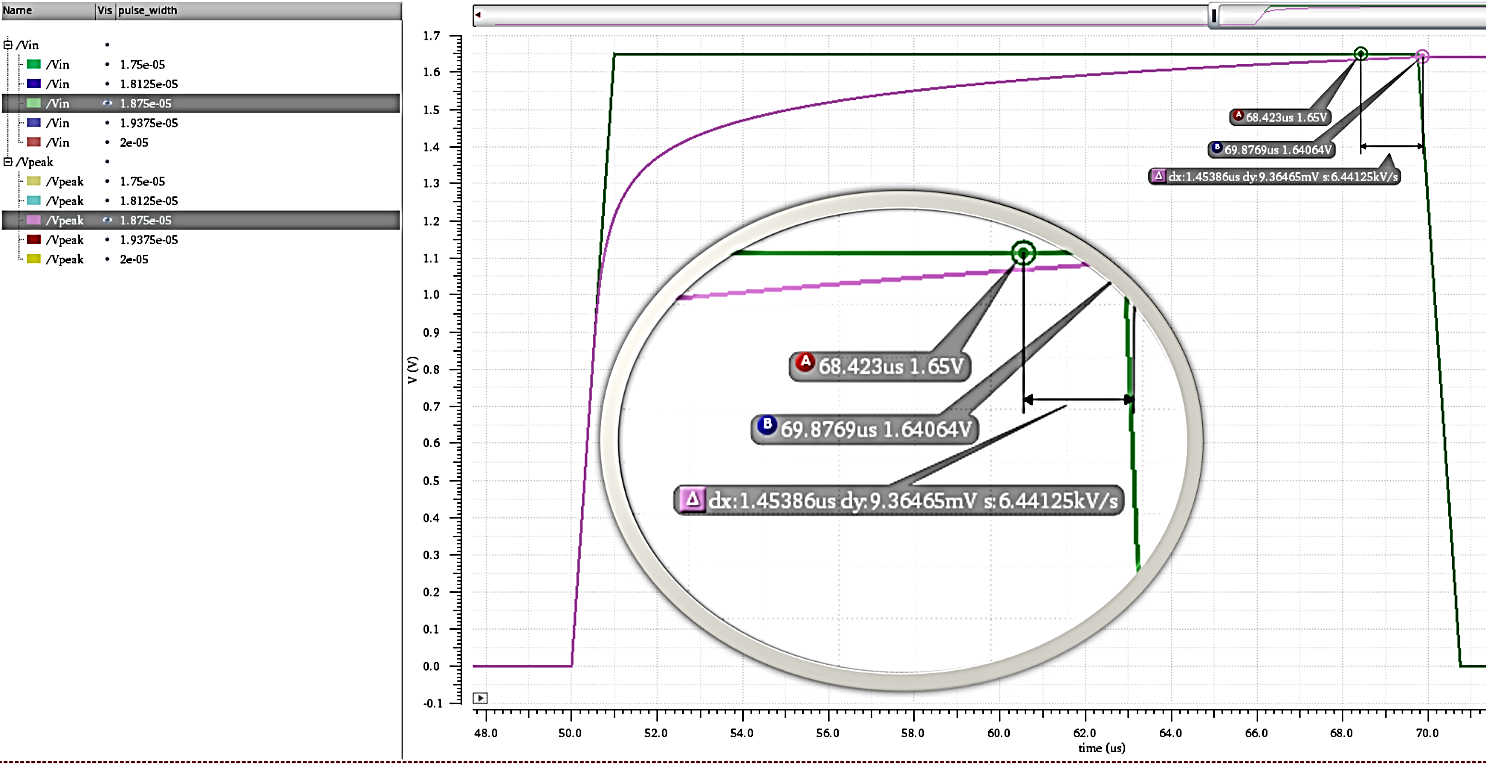 Name Vis pulse_width
/Vin
/Vin 1.75e-05
/Vin 1.8125e-05
/Vin 1.875e-05
/Vin 1.9375e-05
/Vin 2e-05
/Vpeak
/Vpeak 1.75e-05
/Vpeak 1.8125e-05
/Vpeak 1.875e-05
/Vpeak 1.9375e-05
/Vpeak 2e-05
V (V)
1.7
1.6
1.5
1.4
1.3
1.2
1.1
1.0
0.9
0.8
0.7
0.6
0.5
0.4
0.3
0.2
0.1
0.0
-0.1
A 68.423us 1.65V
B 69.8769us 1.64064V
Δ dx:1.45386us dy:9.36465mV s:6.44125kV/s
A 68.423us 1.65V
B 69.8769us 1.64064V
Δ dx:1.45386us dy:9.36465mV s:6.44125kV/s
48.0 50.0 52.0 54.0 56.0 58.0 60.0 62.0 64.0 66.0 68.0 70.0
time (us)